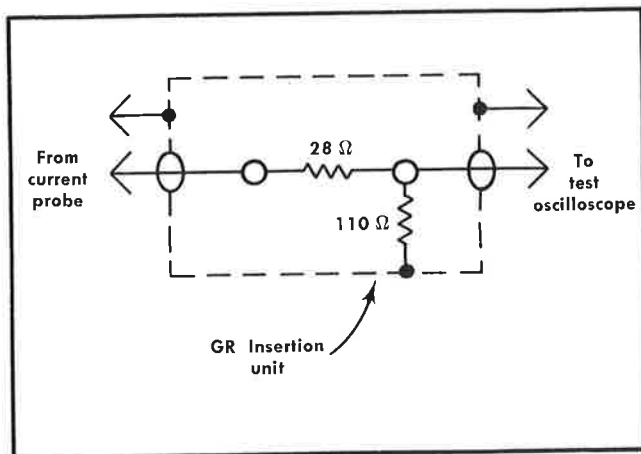 From
current
probe
28 Ω
110 Ω
To
test
oscilloscope
GR Insertion
unit